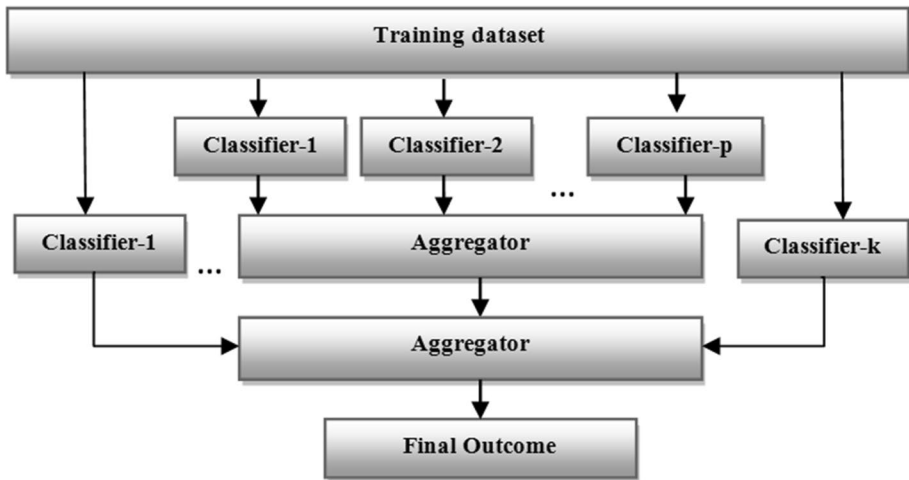 Training dataset
Classifier-1
Classifier-2
Classifier-p
...
Classifier-1
...
Aggregator
Classifier-k
Aggregator
Final Outcome